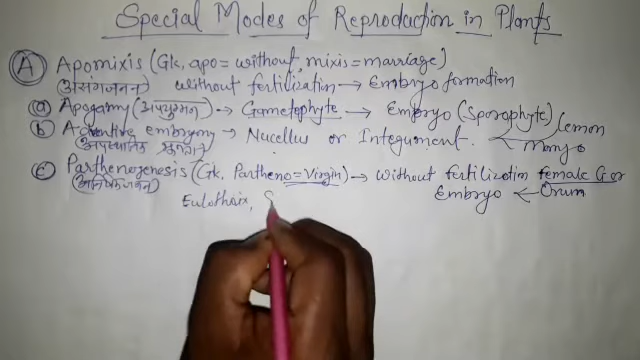 Special Modes of Reproduction in Plants
(A) Apomixis (Gk, apo = without, mixis = marriage)
(असंगजनन) without fertilization → Embryo formation
(a) Apogamy (अपयुग्मन) → Gametophyte → Embryo (Sporophyte)
(b) Adventive embryony → Nucellus or Integument. Lemon
Mango
(c) Parthenogenesis (Gk, Partheno = Virgin) → without fertilization female G or
(अनिषेकजनन) Embryo ← Ovum
Eulothrix, S